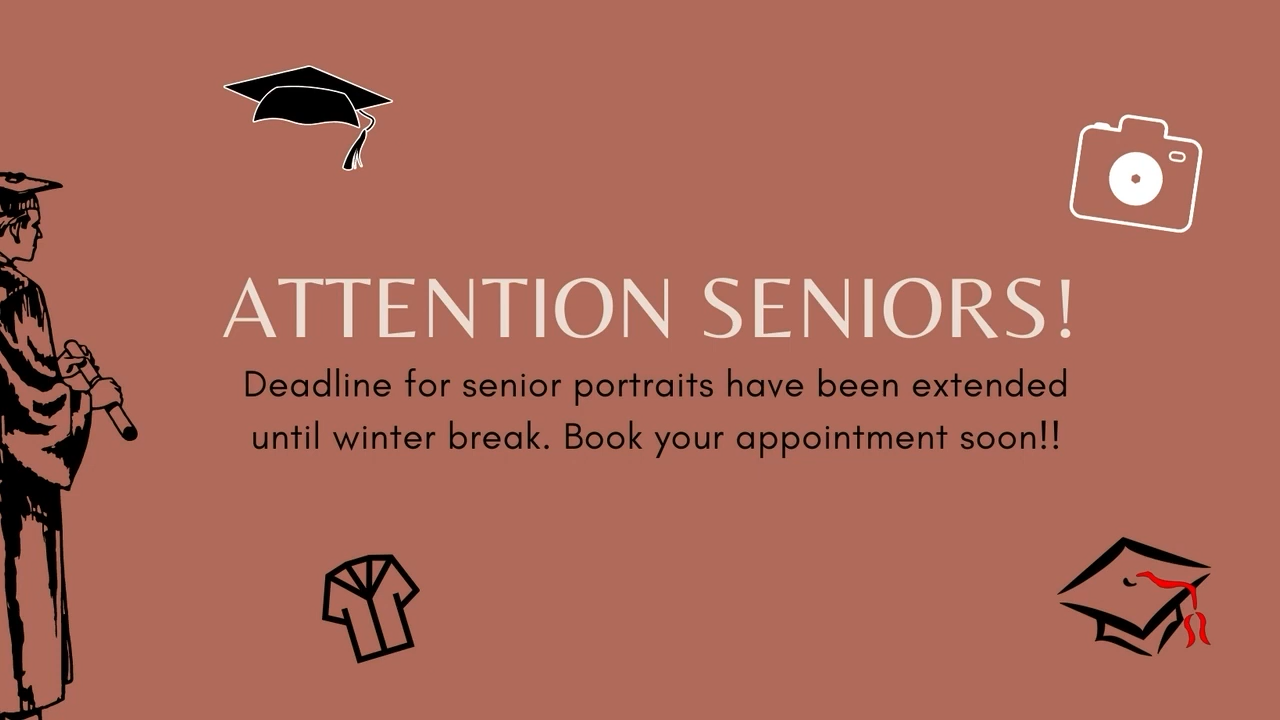 ATTENTION SENIORS!
Deadline for senior portraits have been extended
until winter break. Book your appointment soon!!